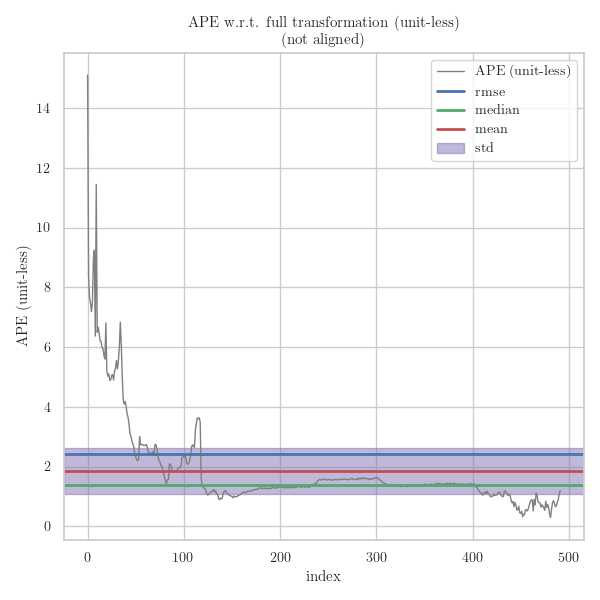 APE w.r.t. full transformation (unit-less)
(not aligned)
APE (unit-less)
rmse
median
mean
std
APE (unit-less)
14
12
10
8
6
4
2
0
0
100
200
300
400
500
index